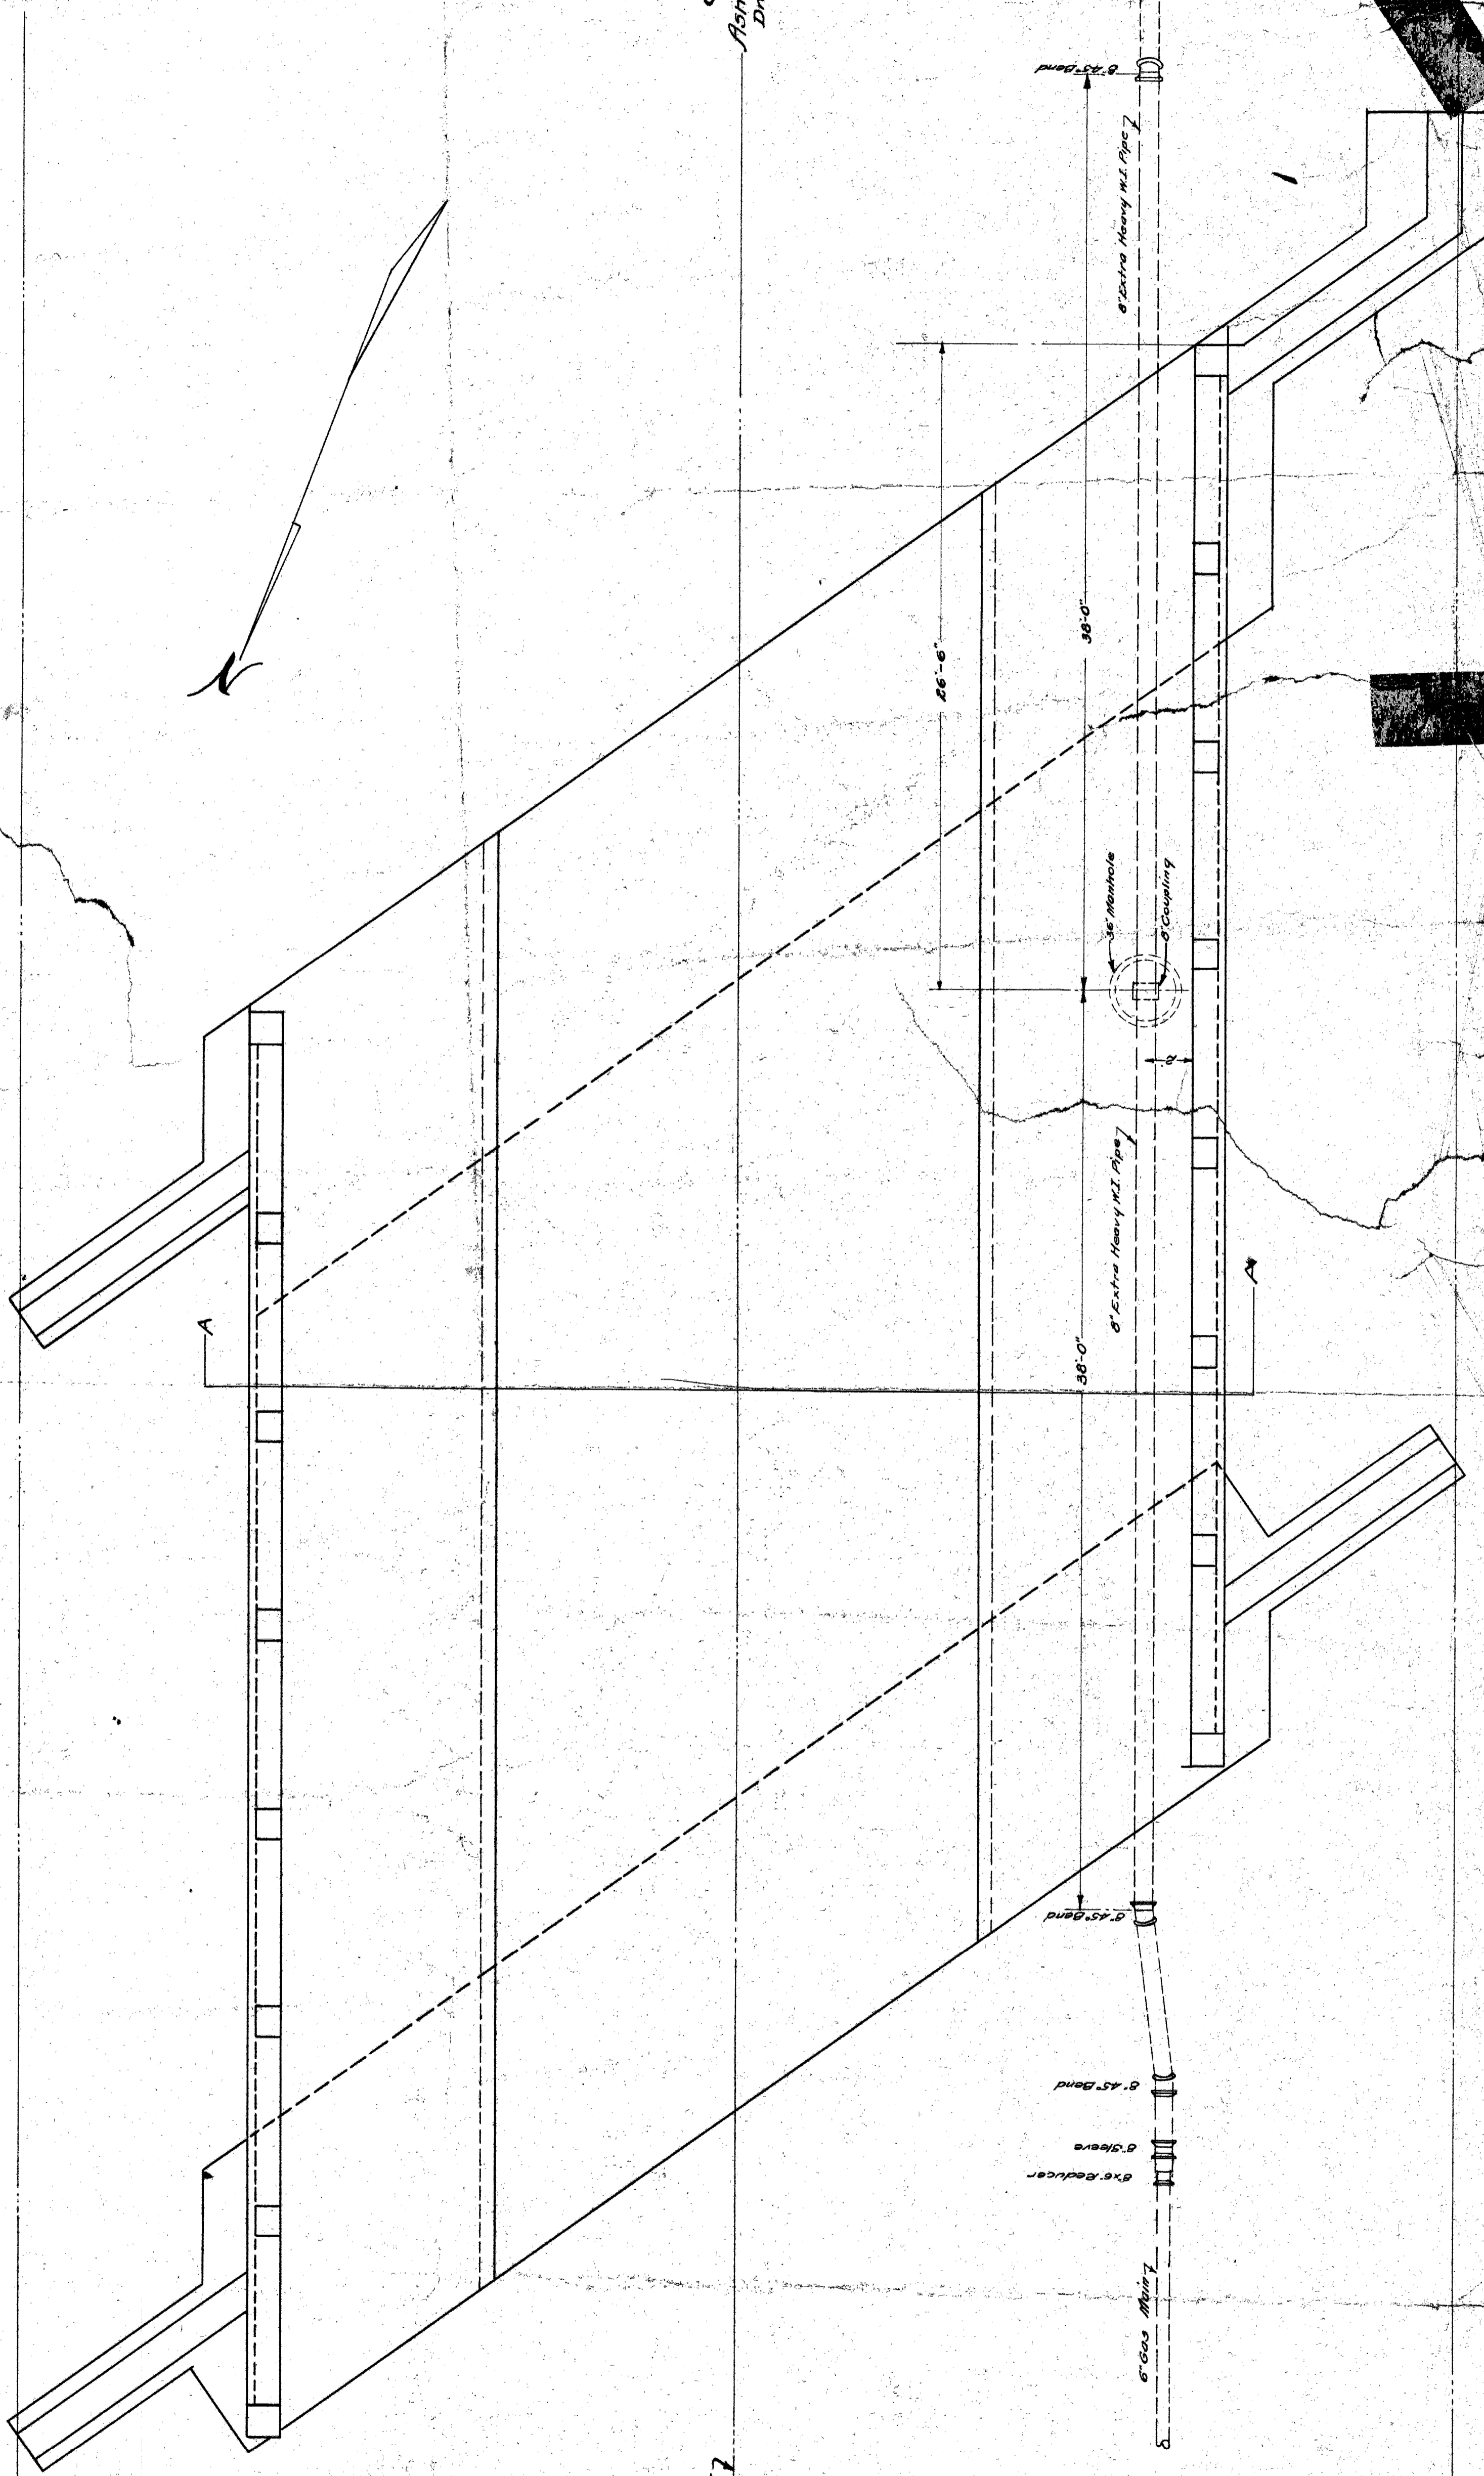 8" 45° Bend
8" Extra Heavy W.I. Pipe
N
26'-6"
38'-0"
36" Manhole
8" Coupling
2'
8" Extra Heavy W.I. Pipe
A
A
38'-0"
8" 45° Bend
8" 45° Bend
8" Sleeve
8"x6" Reducer
6" Gas Main